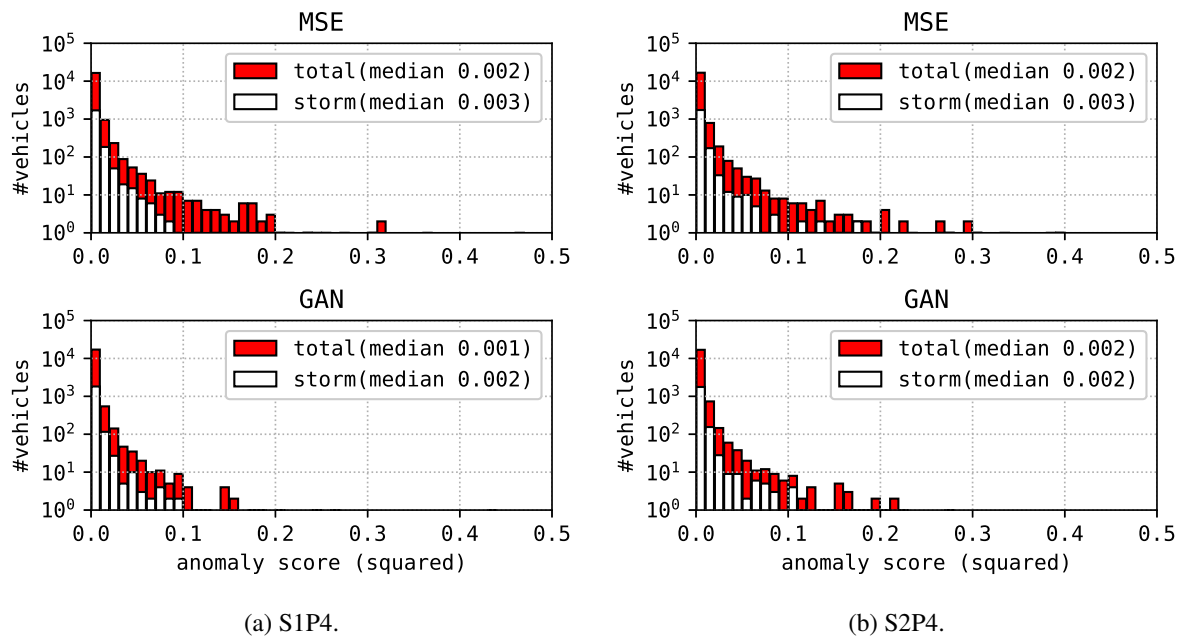 MSE
10^5
10^4
10^3
10^2
10^1
10^0
#vehicles
total(median 0.002)
storm(median 0.003)
0.0 0.1 0.2 0.3 0.4 0.5
MSE
10^5
10^4
10^3
10^2
10^1
10^0
#vehicles
total(median 0.002)
storm(median 0.003)
0.0 0.1 0.2 0.3 0.4 0.5
GAN
10^5
10^4
10^3
10^2
10^1
10^0
#vehicles
total(median 0.001)
storm(median 0.002)
0.0 0.1 0.2 0.3 0.4 0.5
anomaly score (squared)
GAN
10^5
10^4
10^3
10^2
10^1
10^0
#vehicles
total(median 0.002)
storm(median 0.002)
0.0 0.1 0.2 0.3 0.4 0.5
anomaly score (squared)
(a) S1P4.
(b) S2P4.